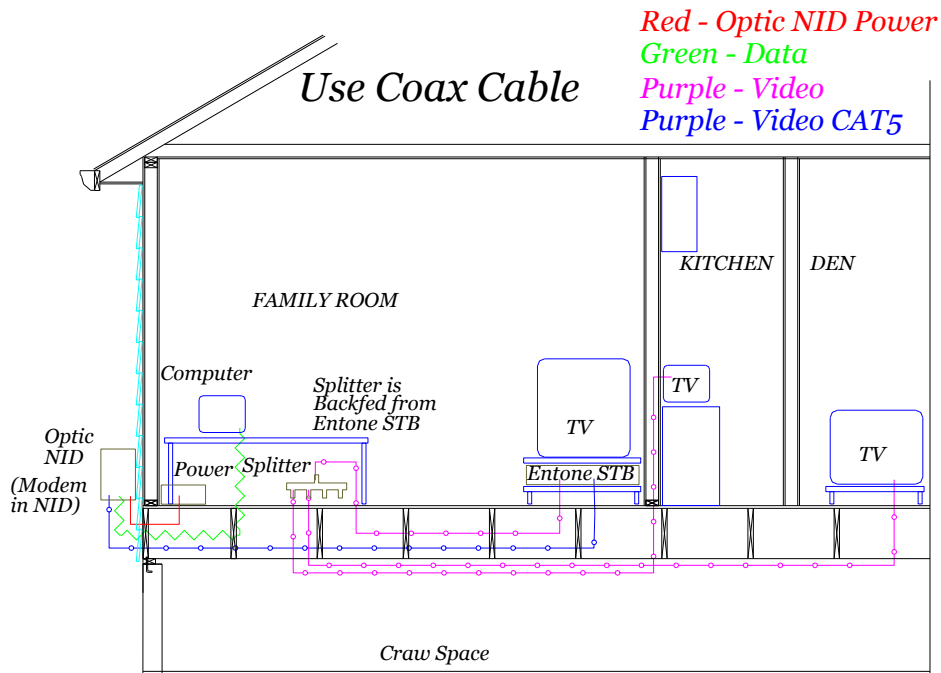 Red - Optic NID Power
Green - Data
Purple - Video
Purple - Video CAT5
Use Coax Cable
KITCHEN
DEN
FAMILY ROOM
Computer
Splitter is
Backfed from
Entone STB
TV
TV
TV
Optic
NID
(Modem
in NID)
Power
Splitter
Entone STB
Craw Space